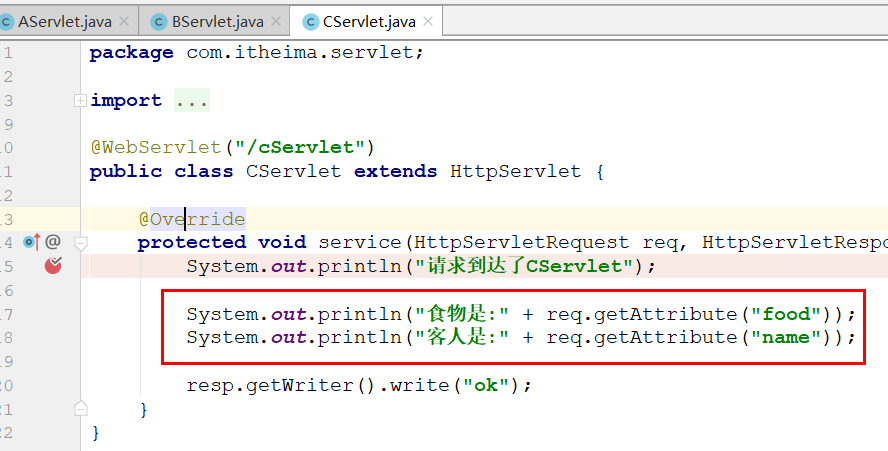 AServlet.java × BServlet.java × CServlet.java ×
1 package com.itheima.servlet;
2
3 import ...
9
10 @WebServlet("/cServlet")
11 public class CServlet extends HttpServlet {
12
13 @Override
14 @ protected void service(HttpServletRequest req, HttpServletRespo
15 System.out.println("请求到达了CServlet");
16
17 System.out.println("食物是:" + req.getAttribute("food"));
18 System.out.println("客人是:" + req.getAttribute("name"));
19
20 resp.getWriter().write("ok");
21 }
22 }